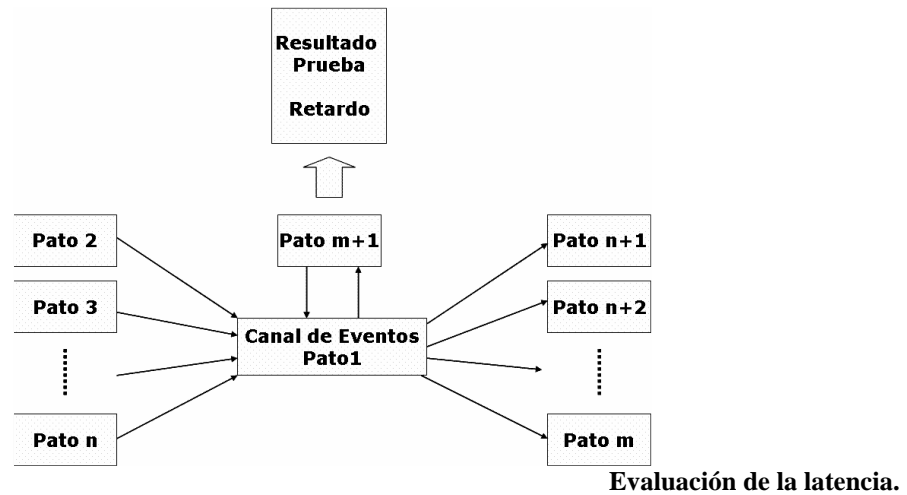 Resultado
Prueba
Retardo
Pato 2
Pato m+1
Pato n+1
Pato 3
Pato n+2
Canal de Eventos
Pato1
Pato n
Pato m
Evaluación de la latencia.